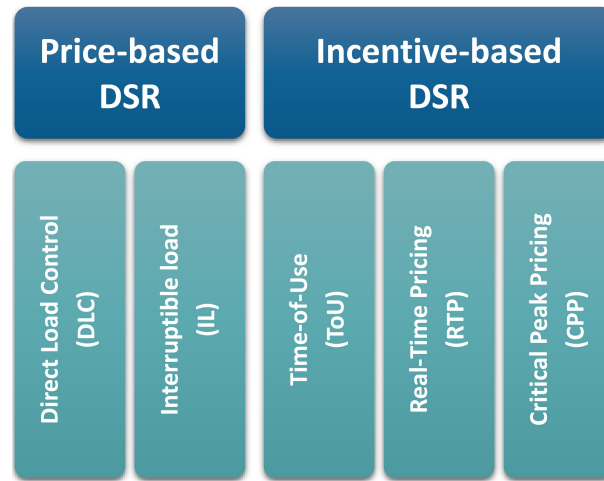 Price-based
DSR
Incentive-based
DSR
Direct Load Control
(DLC)
Interruptible load
(IL)
Time-of-Use
(ToU)
Real-Time Pricing
(RTP)
Critical Peak Pricing
(CPP)